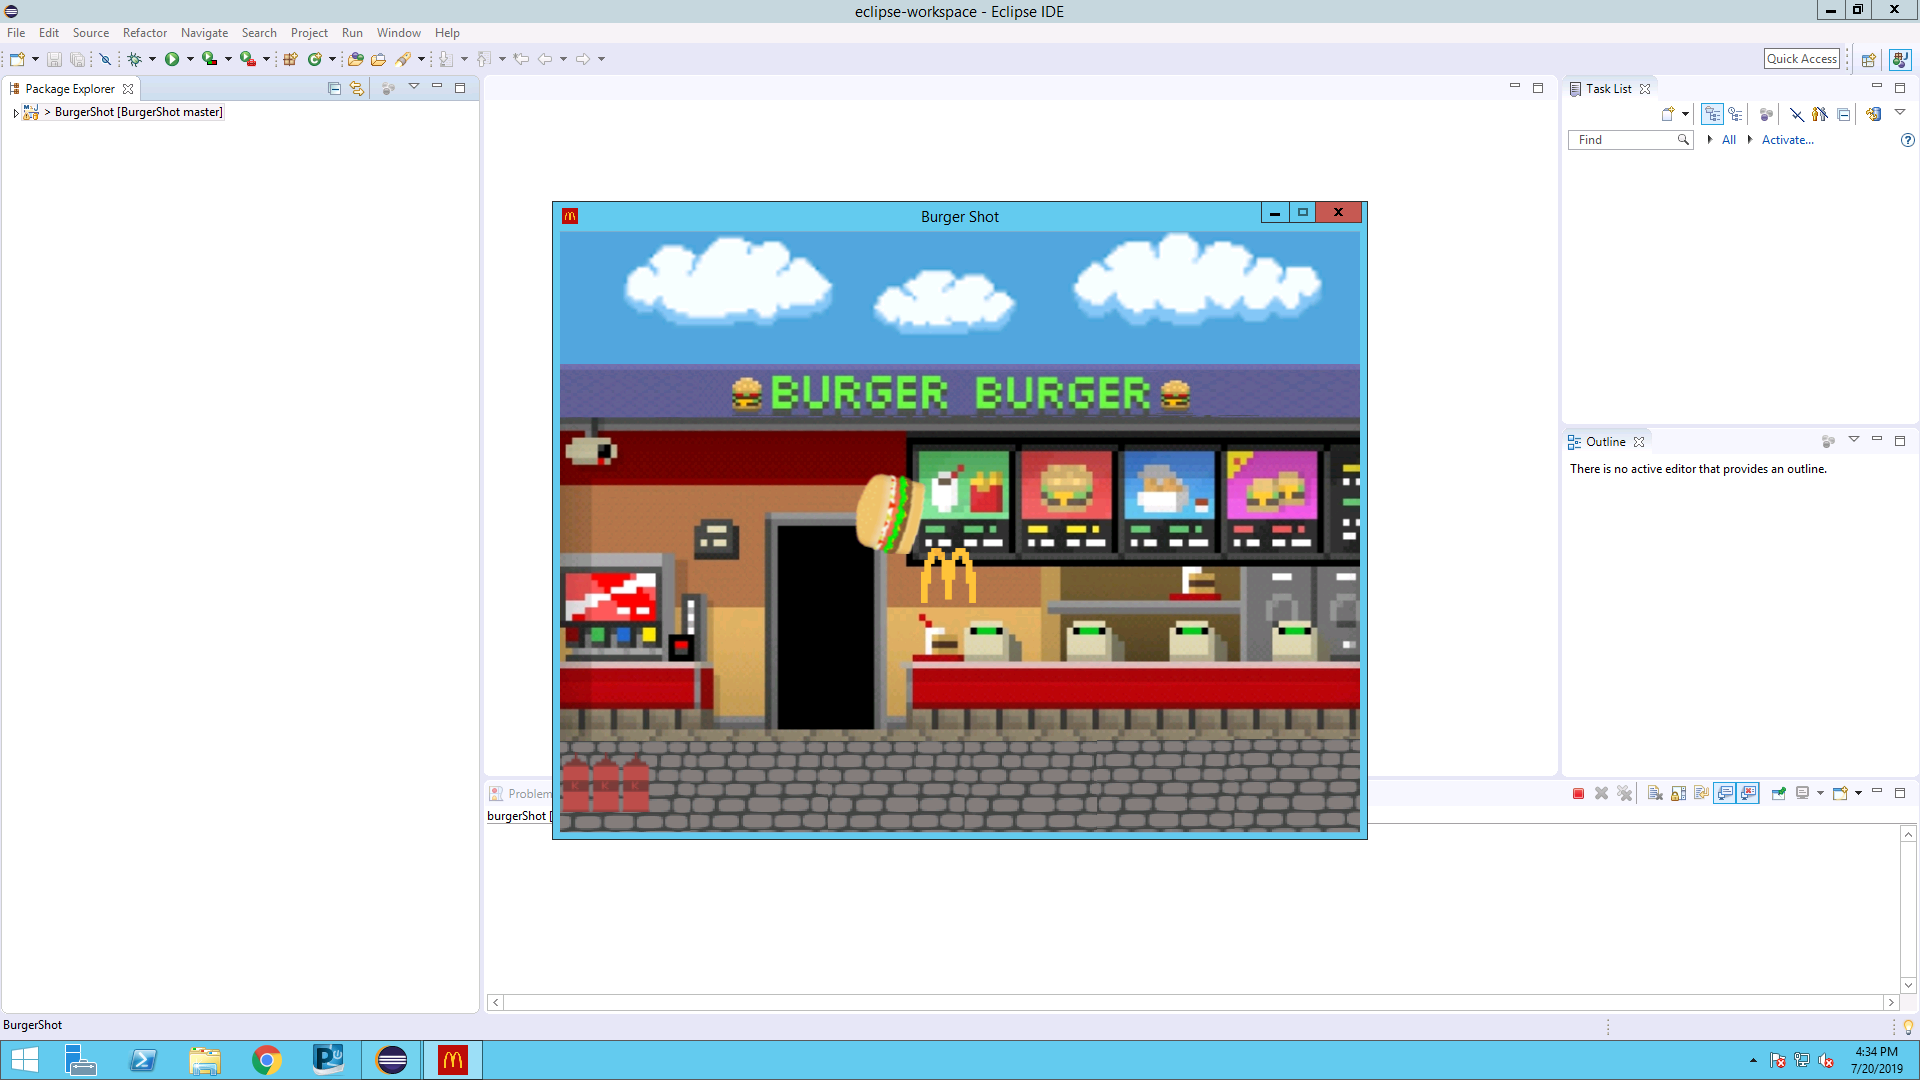 eclipse-workspace - Eclipse IDE
File Edit Source Refactor Navigate Search Project Run Window Help
Quick Access
Package Explorer
> BurgerShot [BurgerShot master]
Task List
Find
All
Activate...
Outline
There is no active editor that provides an outline.
Burger Shot
BURGER BURGER
K K K
Problem
burgerShot [
BurgerShot
4:34 PM
7/20/2019